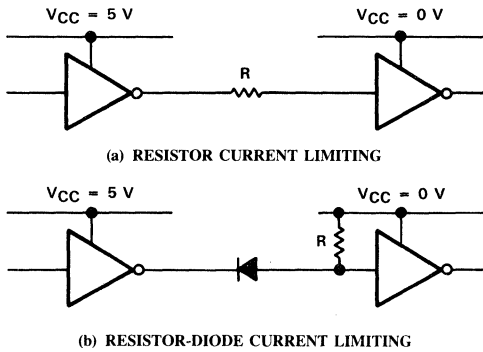 VCC = 5 V
VCC = 0 V
R
(a) RESISTOR CURRENT LIMITING
VCC = 5 V
VCC = 0 V
R
(b) RESISTOR-DIODE CURRENT LIMITING